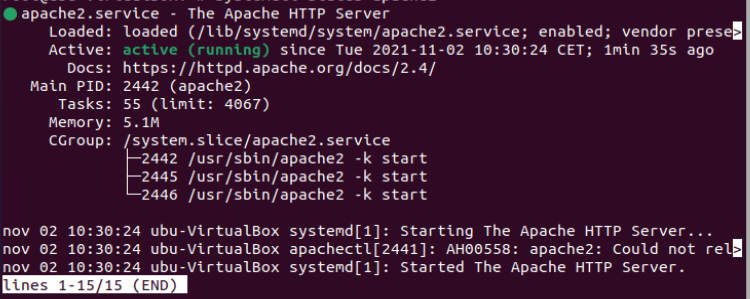 apache2.service - The Apache HTTP Server
Loaded: loaded (/lib/systemd/system/apache2.service; enabled; vendor prese>
Active: active (running) since Tue 2021-11-02 10:30:24 CET; 1min 35s ago
Docs: https://httpd.apache.org/docs/2.4/
Main PID: 2442 (apache2)
Tasks: 55 (limit: 4067)
Memory: 5.1M
CGroup: /system.slice/apache2.service
├─2442 /usr/sbin/apache2 -k start
├─2445 /usr/sbin/apache2 -k start
└─2446 /usr/sbin/apache2 -k start
nov 02 10:30:24 ubu-VirtualBox systemd[1]: Starting The Apache HTTP Server...
nov 02 10:30:24 ubu-VirtualBox apachectl[2441]: AH00558: apache2: Could not rel>
nov 02 10:30:24 ubu-VirtualBox systemd[1]: Started The Apache HTTP Server.
lines 1-15/15 (END)